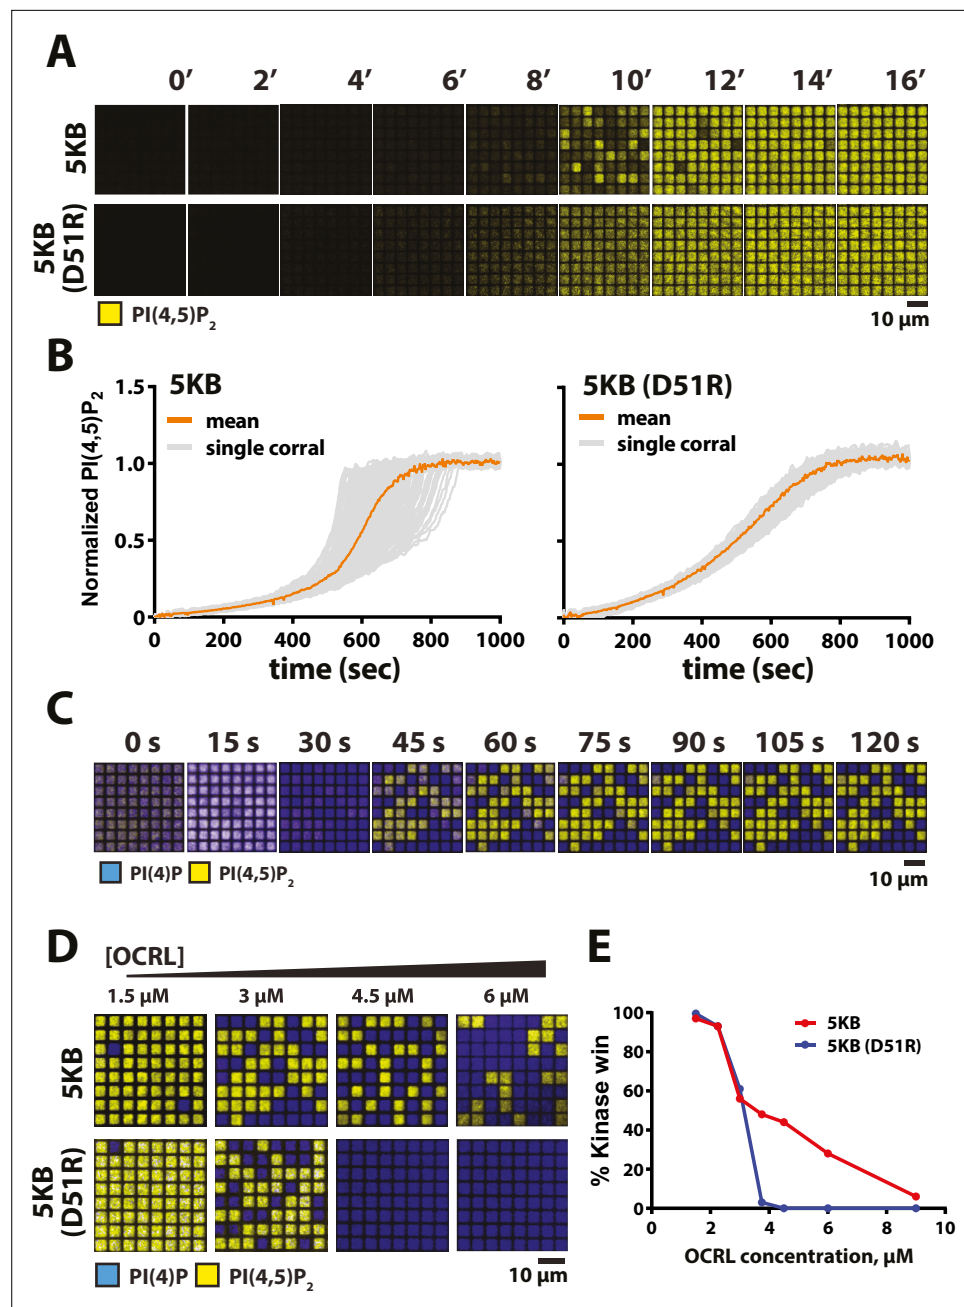 A
0′ 2′ 4′ 6′ 8′ 10′ 12′ 14′ 16′
5KB
5KB
(D51R)
PI(4,5)P2
10 μm
B
Normalized PI(4,5)P2
1.5
1.0
0.5
0
5KB
mean
single corral
0 200 400 600 800 1000
time (sec)
5KB (D51R)
mean
single corral
0 200 400 600 800 1000
time (sec)
C
0 s 15 s 30 s 45 s 60 s 75 s 90 s 105 s 120 s
PI(4)P PI(4,5)P2
10 μm
D
[OCRL]
1.5 μM 3 μM 4.5 μM 6 μM
5KB
5KB
(D51R)
PI(4)P PI(4,5)P2
10 μm
E
% Kinase win
100
80
60
40
20
0
5KB
5KB (D51R)
0 2 4 6 8 10
OCRL concentration, μM